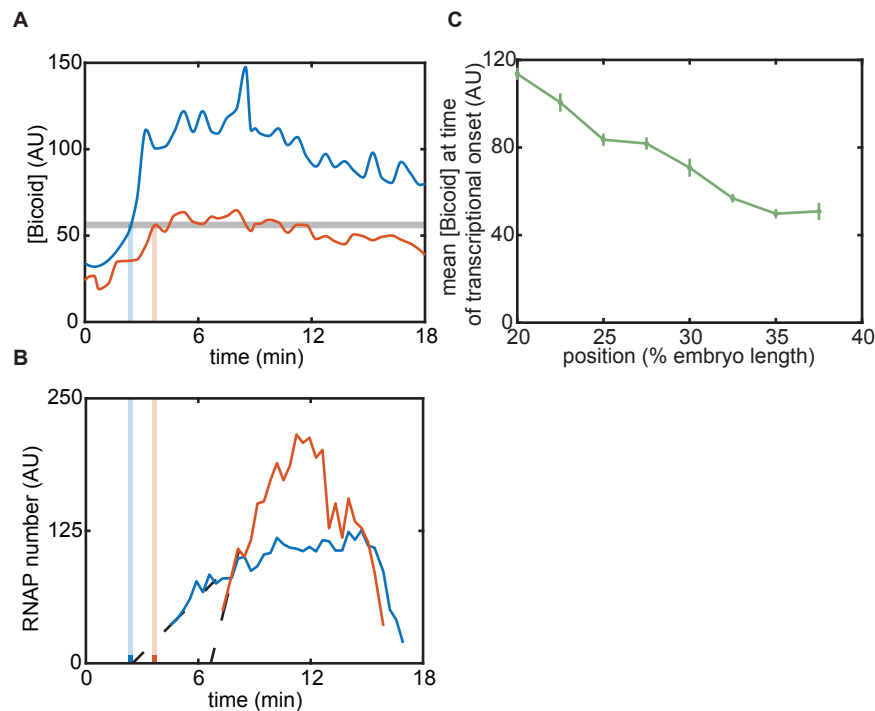 A
150
100
50
0
[Bicoid] (AU)
0
6
12
18
time (min)
B
250
125
0
RNAP number (AU)
0
6
12
18
time (min)
C
120
80
40
0
mean [Bicoid] at time
of transcriptional onset (AU)
20
25
30
35
40
position (% embryo length)